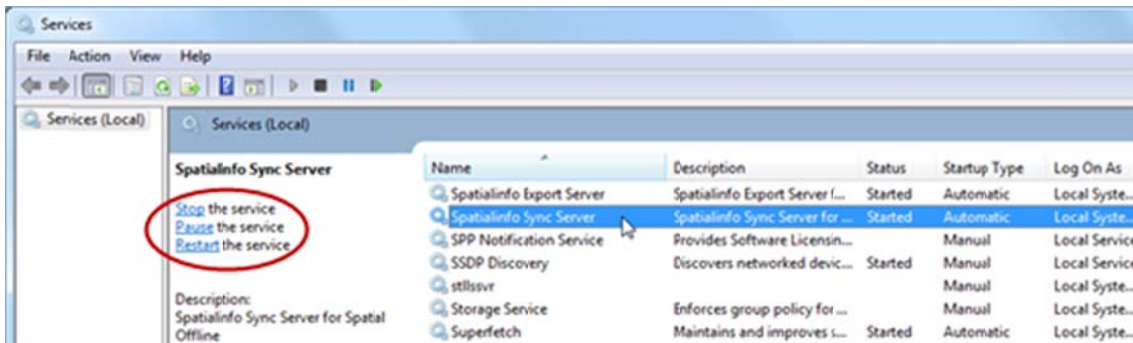 Services
File Action View Help
Services (Local)
Services (Local)
SpatialInfo Sync Server
Stop the service
Pause the service
Restart the service
Description:
SpatialInfo Sync Server for Spatial
Offline
Name Description Status Startup Type Log On As
SpatialInfo Export Server SpatialInfo Export Server f... Started Automatic Local Syste...
SpatialInfo Sync Server SpatialInfo Sync Server for ... Started Automatic Local Syste...
SPP Notification Service Provides Software Licensin... Manual Local Service
SSDP Discovery Discovers networked devic... Started Manual Local Service
stllssvr Manual Local Syste...
Storage Service Enforces group policy for ... Manual Local Syste...
Superfetch Maintains and improves s... Started Automatic Local Syste...